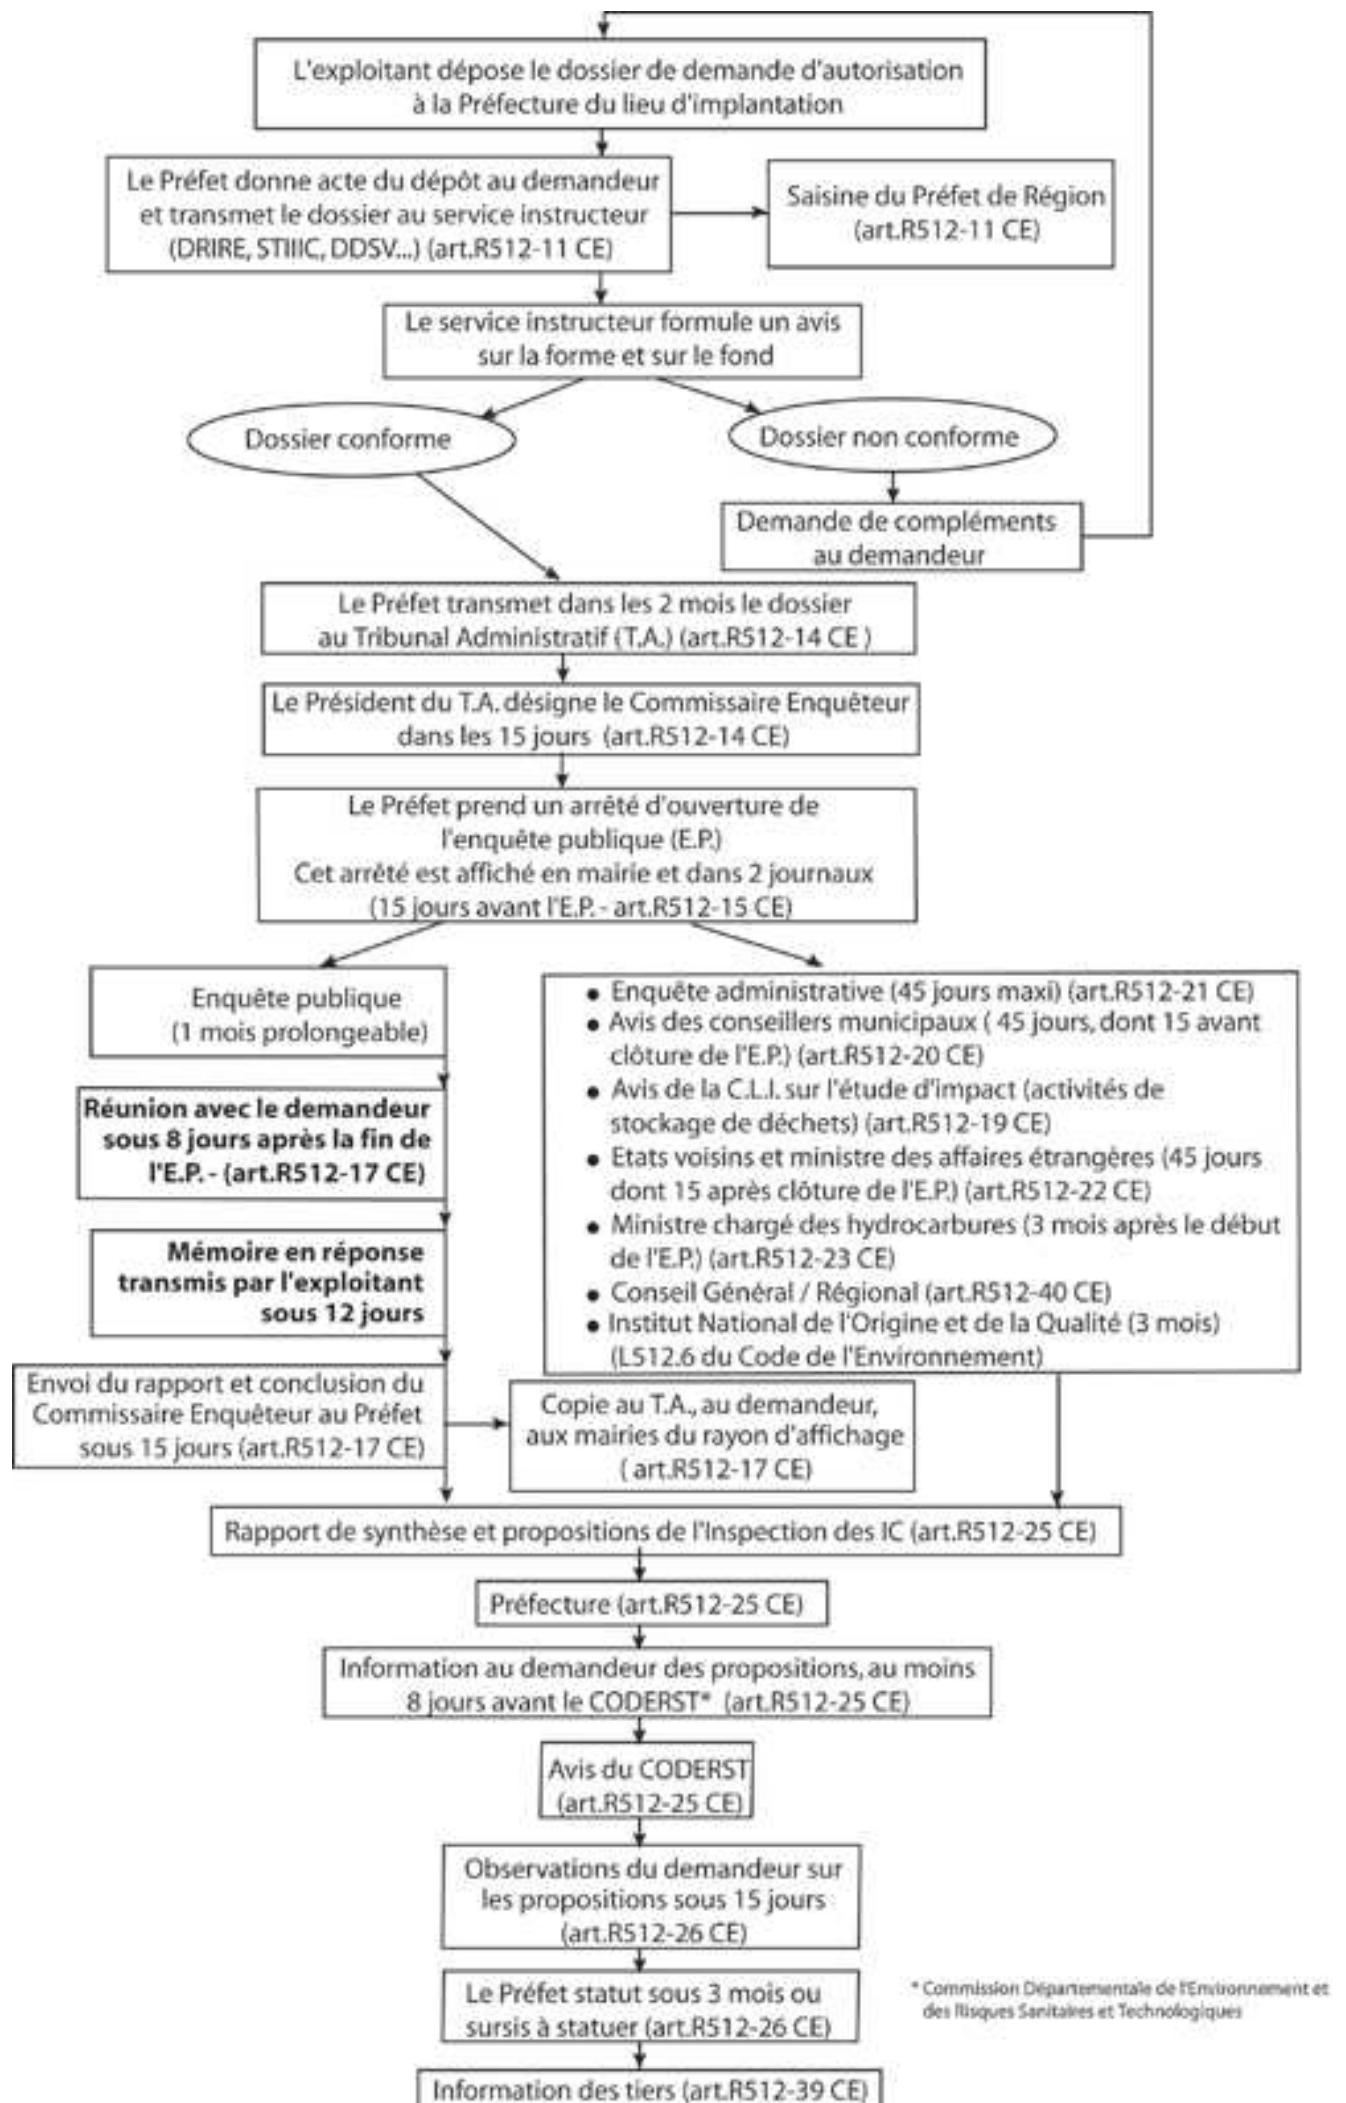 L'exploitant dépose le dossier de demande d'autorisation
à la Préfecture du lieu d'implantation
Le Préfet donne acte du dépôt au demandeur
et transmet le dossier au service instructeur
(DRIRE, STIIIC, DDSV...) (art.R512-11 CE)
Saisine du Préfet de Région
(art.R512-11 CE)
Le service instructeur formule un avis
sur la forme et sur le fond
Dossier conforme
Dossier non conforme
Demande de compléments
au demandeur
Le Préfet transmet dans les 2 mois le dossier
au Tribunal Administratif (T.A.) (art.R512-14 CE )
Le Président du T.A. désigne le Commissaire Enquêteur
dans les 15 jours (art.R512-14 CE)
Le Préfet prend un arrêté d'ouverture de
l'enquête publique (E.P.)
Cet arrêté est affiché en mairie et dans 2 journaux
(15 jours avant l'E.P. - art.R512-15 CE)
Enquête publique
(1 mois prolongeable)
Réunion avec le demandeur
sous 8 jours après la fin de
l'E.P. - (art.R512-17 CE)
Mémoire en réponse
transmis par l'exploitant
sous 12 jours
Envoi du rapport et conclusion du
Commissaire Enquêteur au Préfet
sous 15 jours (art.R512-17 CE)
• Enquête administrative (45 jours maxi) (art.R512-21 CE)
• Avis des conseillers municipaux ( 45 jours, dont 15 avant
clôture de l'E.P.) (art.R512-20 CE)
• Avis de la C.L.I. sur l'étude d'impact (activités de
stockage de déchets) (art.R512-19 CE)
• Etats voisins et ministre des affaires étrangères (45 jours
dont 15 après clôture de l'E.P.) (art.R512-22 CE)
• Ministre chargé des hydrocarbures (3 mois après le début
de l'E.P.) (art.R512-23 CE)
• Conseil Général / Régional (art.R512-40 CE)
• Institut National de l'Origine et de la Qualité (3 mois)
(L512.6 du Code de l'Environnement)
Copie au T.A., au demandeur,
aux mairies du rayon d'affichage
( art.R512-17 CE)
Rapport de synthèse et propositions de l'Inspection des IC (art.R512-25 CE)
Préfecture (art.R512-25 CE)
Information au demandeur des propositions, au moins
8 jours avant le CODERST* (art.R512-25 CE)
Avis du CODERST
(art.R512-25 CE)
Observations du demandeur sur
les propositions sous 15 jours
(art.R512-26 CE)
Le Préfet statut sous 3 mois ou
sursis à statuer (art.R512-26 CE)
* Commission Départementale de l'Environnement et
des Risques Sanitaires et Technologiques
Information des tiers (art.R512-39 CE)